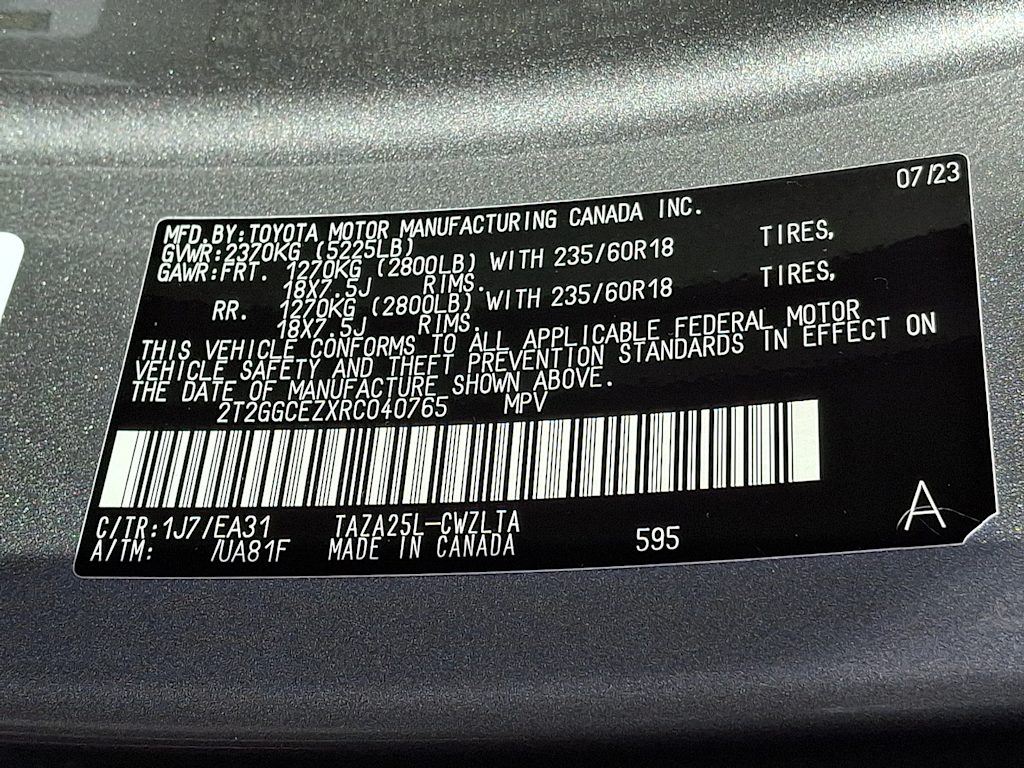 07/23
MFD.BY:TOYOTA MOTOR MANUFACTURING CANADA INC.
GVWR:2370KG (5225LB)
GAWR:FRT. 1270KG (2800LB) WITH 235/60R18 TIRES,
18X7.5J RIMS.
RR. 1270KG (2800LB) WITH 235/60R18 TIRES,
18X7.5J RIMS.
THIS VEHICLE CONFORMS TO ALL APPLICABLE FEDERAL MOTOR
VEHICLE SAFETY AND THEFT PREVENTION STANDARDS IN EFFECT ON
THE DATE OF MANUFACTURE SHOWN ABOVE.
2T2GGCEZXRC040765 MPV
C/TR:1J7/EA31 TAZA25L-CWZLTA
A/TM: /UA81F MADE IN CANADA 595
A